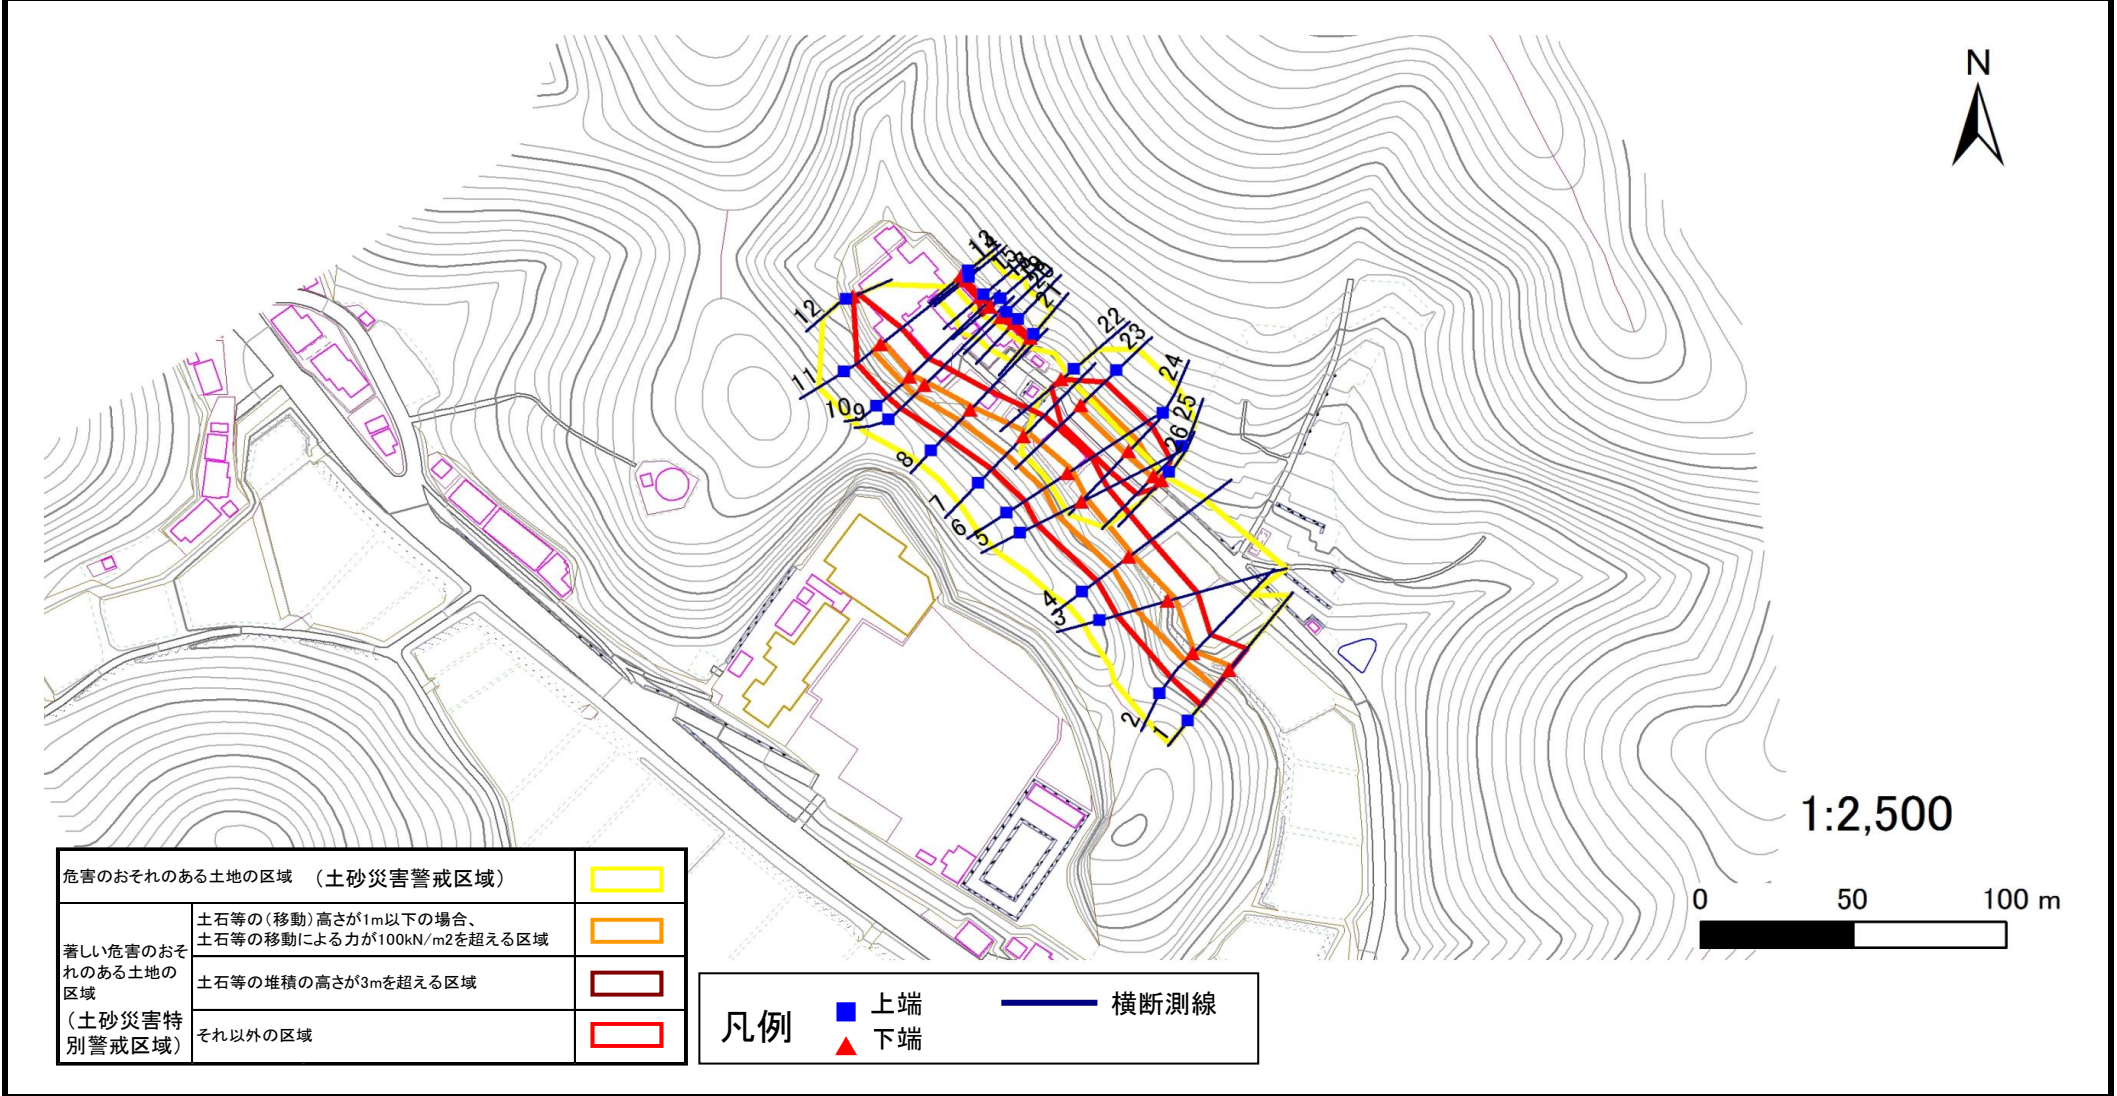 N
13
12
21
22
23
24
25
26
11
10
9
8
7
6
5
4
3
2
1
1:2,500
0 50 100 m
危害のおそれのある土地の区域 （土砂災害警戒区域）
著しい危害のおそ
れのある土地の
区域
（土砂災害特
別警戒区域）
土石等の（移動）高さが1m以下の場合、
土石等の移動による力が100kN/m2を超える区域
土石等の堆積の高さが3mを超える区域
それ以外の区域
凡例
上端
下端
横断測線